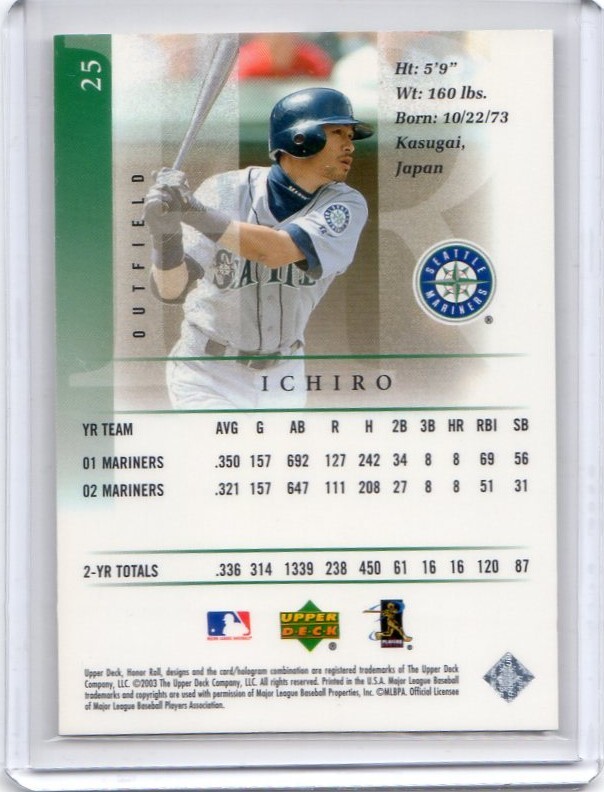 25
Ht: 5'9"
Wt: 160 lbs.
Born: 10/22/73
Kasugai,
Japan
OUTFIELD
SEATTLE
MARINERS
®
ICHIRO
YR TEAM AVG G AB R H 2B 3B HR RBI SB
01 MARINERS .350 157 692 127 242 34 8 8 69 56
02 MARINERS .321 157 647 111 208 27 8 8 51 31
2-YR TOTALS .336 314 1339 238 450 61 16 16 120 87
UPPER
DECK
®
Upper Deck, Honor Roll, designs and the card/hologram combination are registered trademarks of The Upper Deck
Company, LLC. ©2003 The Upper Deck Company, LLC. All rights reserved. Printed in the U.S.A. Major League Baseball
trademarks and copyrights are used with permission of Major League Baseball Properties, Inc. ©MLBPA. Official Licensee
of Major League Baseball Players Association.